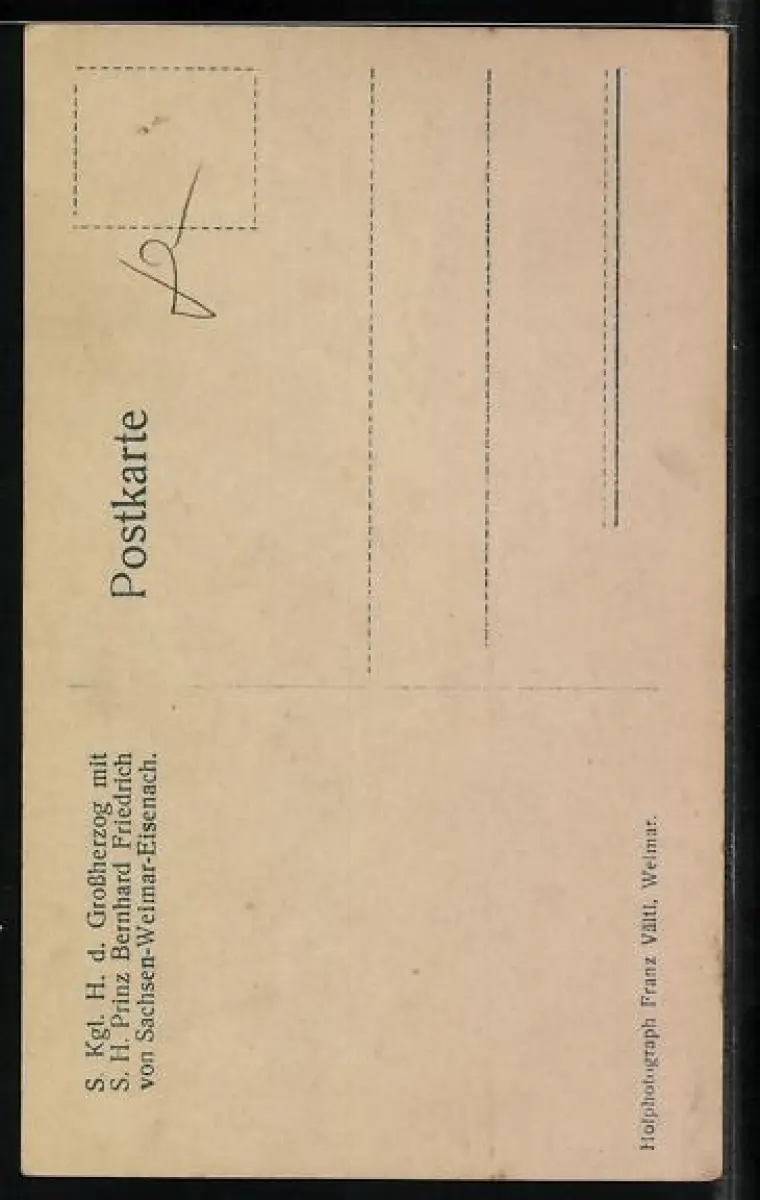 S. Kgl. H. d. Großherzog mit
S. H. Prinz Bernhard Friedrich
von Sachsen-Weimar-Eisenach.
Postkarte
Hofphotograph Franz Vältl, Weimar.